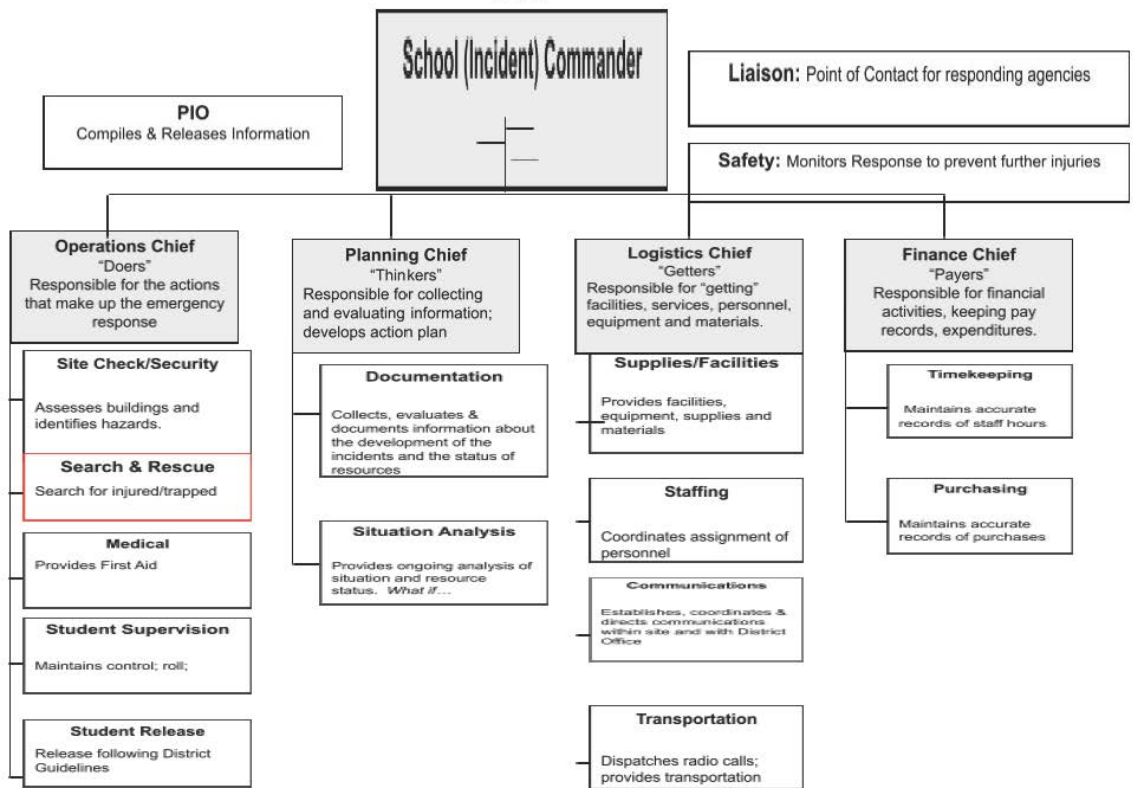 School (Incident) Commander
Liaison: Point of Contact for responding agencies
PIO
Compiles & Releases Information
Safety: Monitors Response to prevent further injuries
Operations Chief
"Doers"
Responsible for the actions
that make up the emergency
response
Site Check/Security
Assesses buildings and
identifies hazards.
Search & Rescue
Search for injured/trapped
Medical
Provides First Aid
Student Supervision
Maintains control; roll;
Student Release
Release following District
Guidelines
Planning Chief
"Thinkers"
Responsible for collecting
and evaluating information;
develops action plan
Documentation
Collects, evaluates &
documents information about
the development of the
incidents and the status of
resources
Situation Analysis
Provides ongoing analysis of
situation and resource
status. What if…
Logistics Chief
"Getters"
Responsible for "getting"
facilities, services, personnel,
equipment and materials.
Supplies/Facilities
Provides facilities,
equipment, supplies and
materials
Staffing
Coordinates assignment of
personnel
Communications
Establishes, coordinates &
directs communications
within site and with District
Office
Transportation
Dispatches radio calls;
provides transportation
Finance Chief
"Payers"
Responsible for financial
activities, keeping pay
records, expenditures.
Timekeeping
Maintains accurate
records of staff hours
Purchasing
Maintains accurate
records of purchases